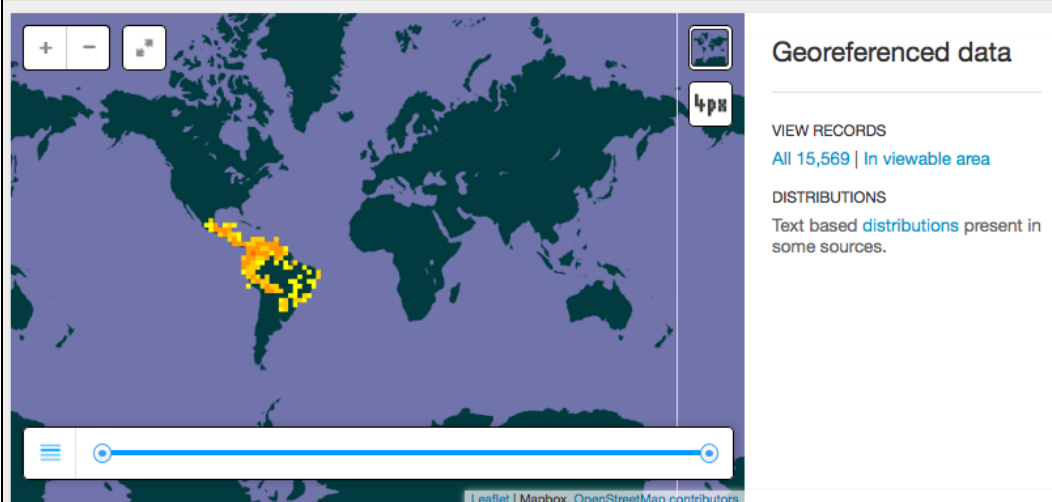 + −
4px
Georeferenced data
VIEW RECORDS
All 15,569 | In viewable area
DISTRIBUTIONS
Text based distributions present in
some sources.
Leaflet | Mapbox, OpenStreetMap contributors